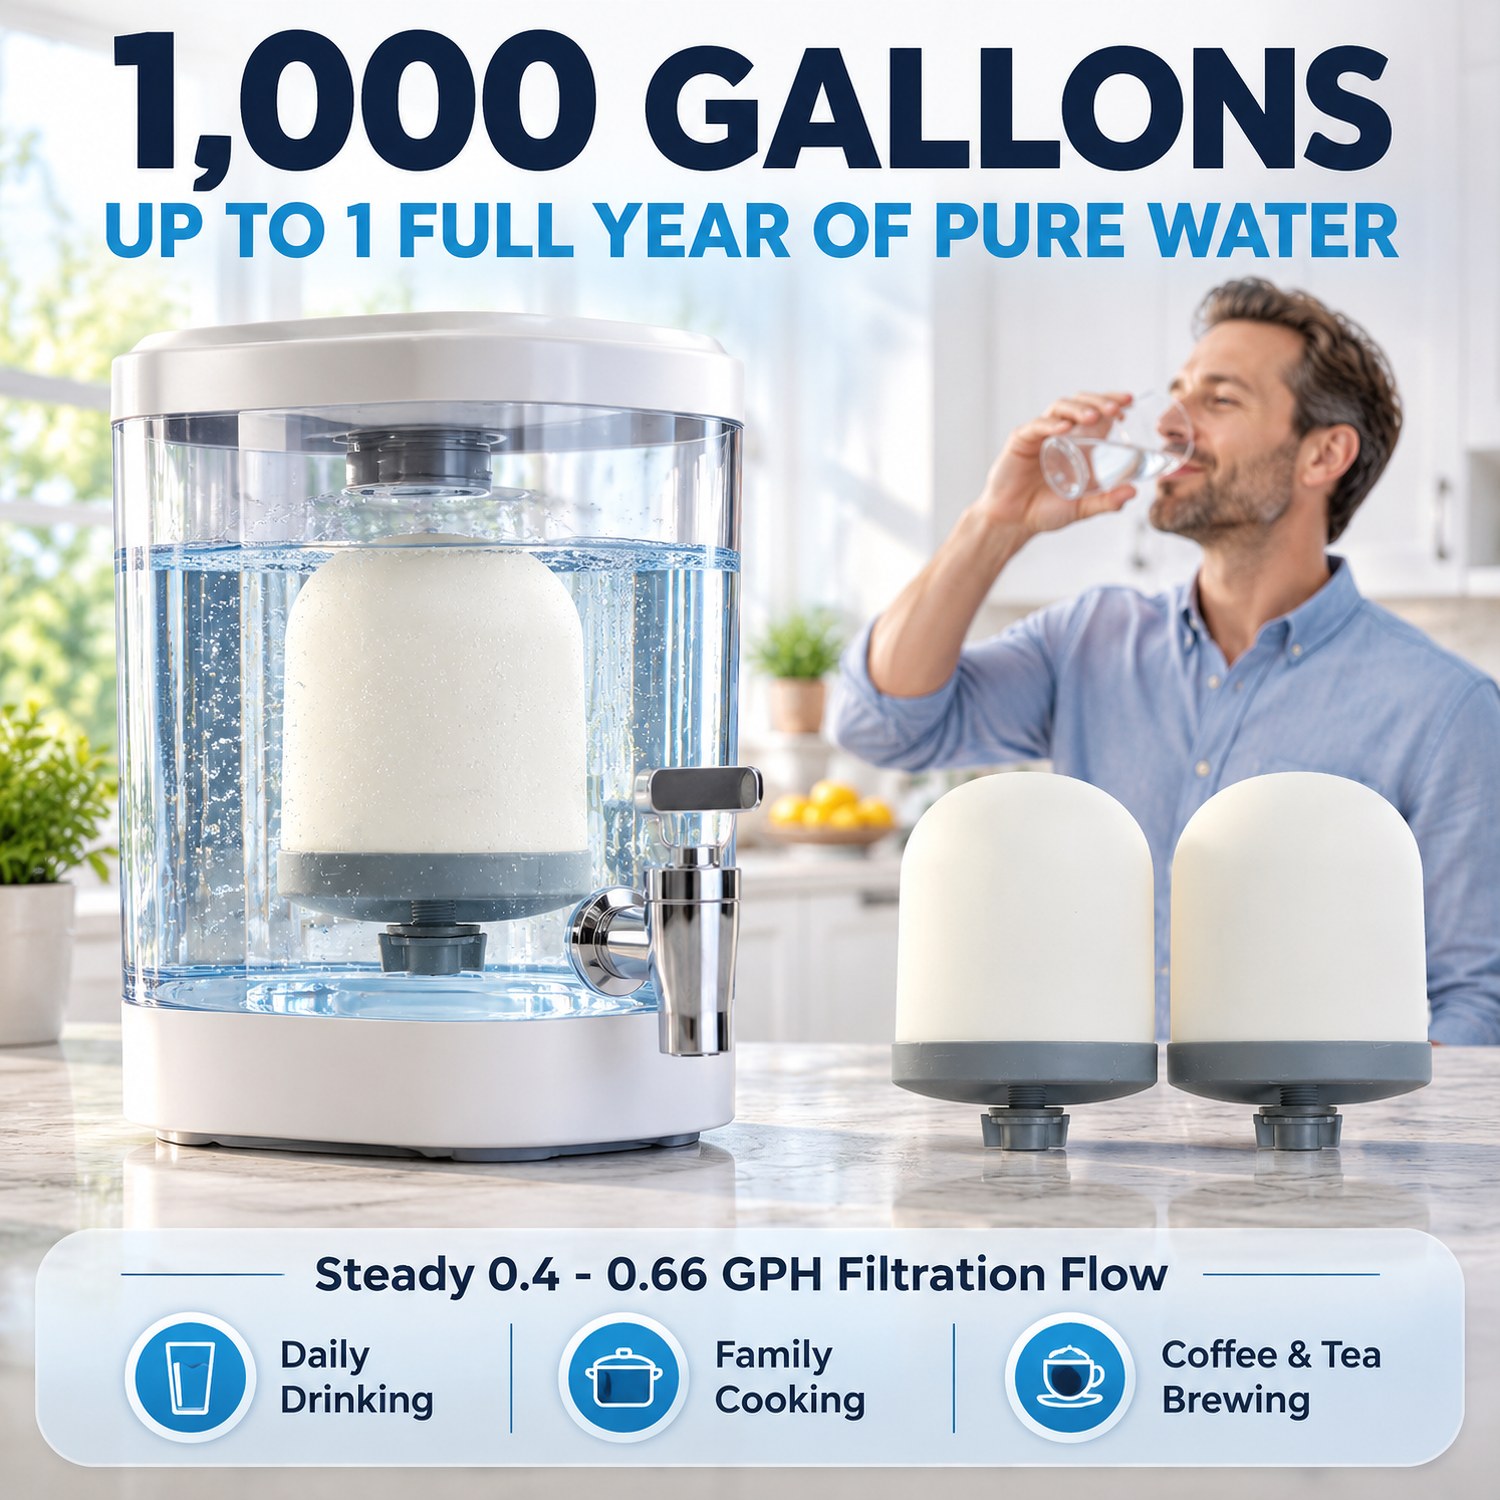 1,000 GALLONS
UP TO 1 FULL YEAR OF PURE WATER
Steady 0.4 - 0.66 GPH Filtration Flow
Daily
Drinking
Family
Cooking
Coffee & Tea
Brewing